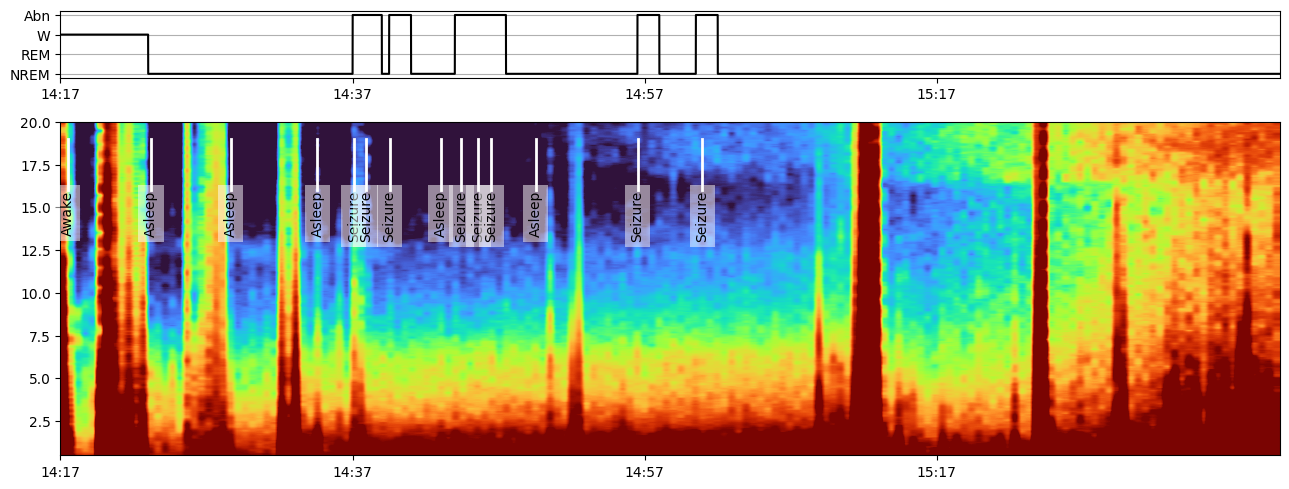 Abn
W
REM
NREM
14:17
14:37
14:57
15:17
20.0
17.5
15.0
12.5
10.0
7.5
5.0
2.5
Awake
Asleep
Asleep
Asleep
Seizure
Seizure
Seizure
Asleep
Seizure
Seizure
Seizure
Asleep
Seizure
Seizure
14:17
14:37
14:57
15:17